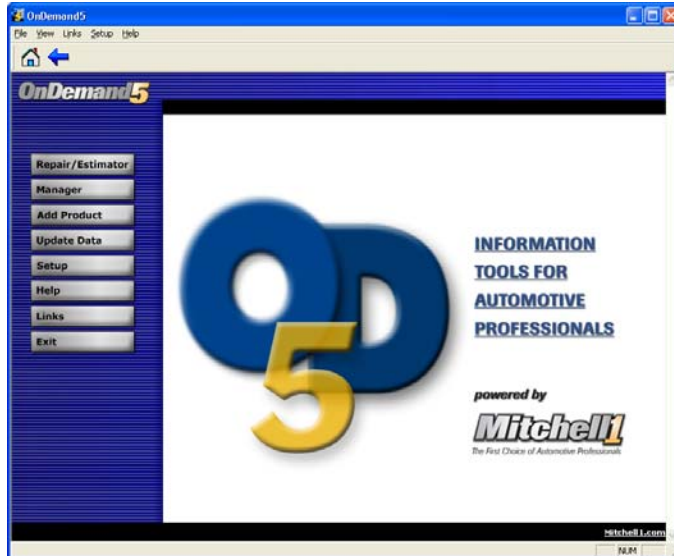 OnDemand5
File View Links Setup Help
OnDemand5
Repair/Estimator
Manager
Add Product
Update Data
Setup
Help
Links
Exit
OD
5
INFORMATION
TOOLS FOR
AUTOMOTIVE
PROFESSIONALS
powered by
Mitchell1
The First Choice of Automotive Professionals
Mitchell1.com
NUM